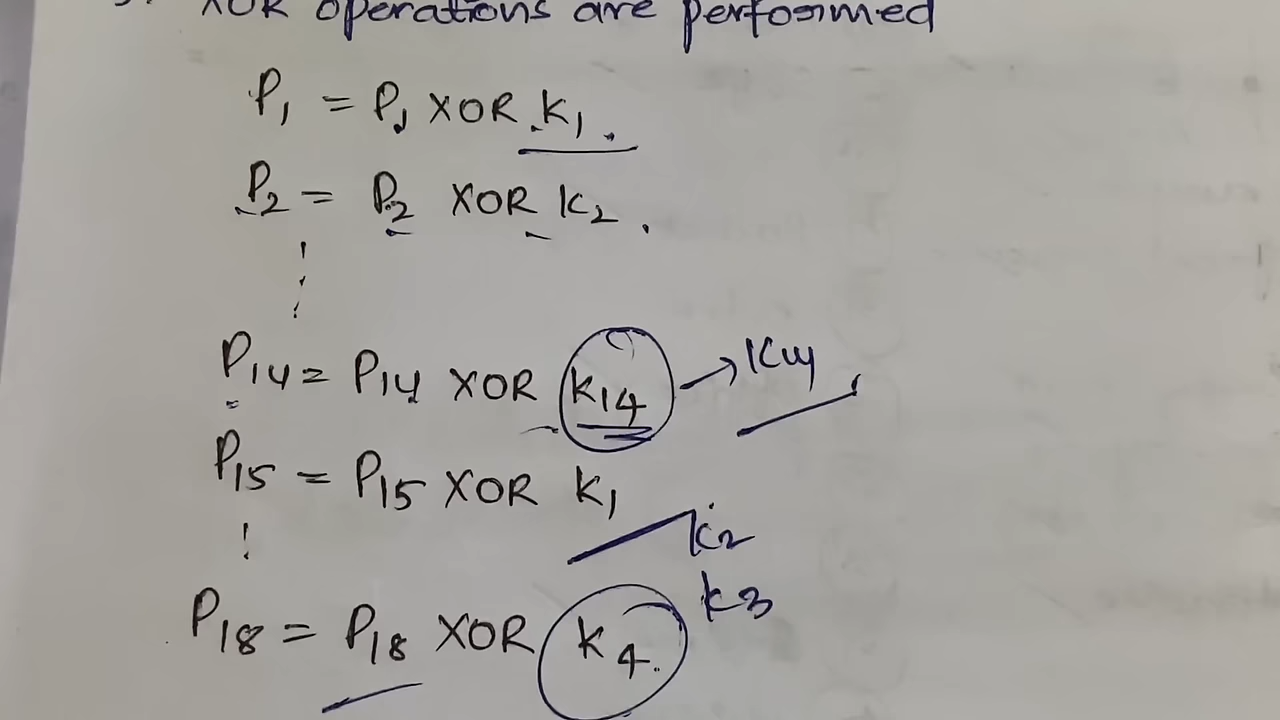 XOR operations are performed
P1 = P1 XOR K1
P2 = P2 XOR K2
P14 = P14 XOR K14 → K14
P15 = P15 XOR K1
K2
K3
P18 = P18 XOR K4